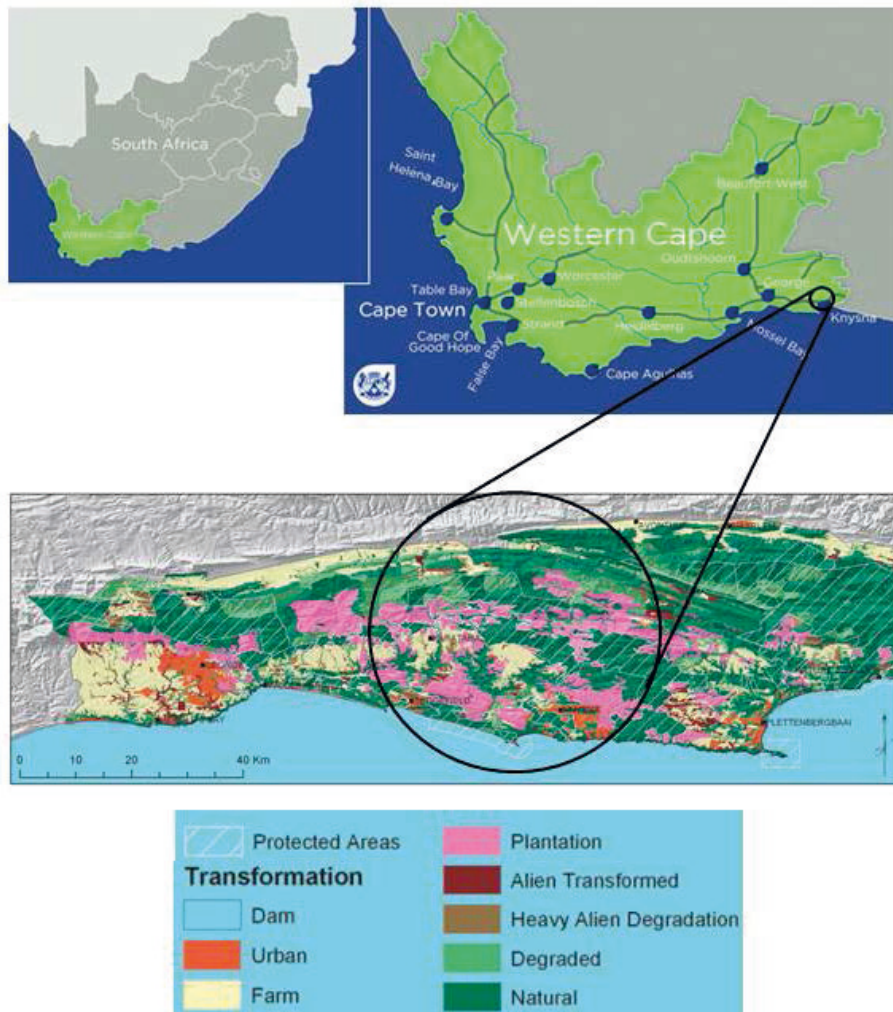 South Africa
Western Cape
Saint
Helena Bay
Beaufort-West
Western Cape
Oudtshoorn
Paarl
Worcester
George
Table Bay
Stellenbosch
Cape Town
Knysna
Strand
Heidelberg
Mossel Bay
Cape Of
Good Hope
False Bay
Cape Agulhas
PLETTENBERGBAAI
0 20 40 Km
Protected Areas
Transformation
Dam
Urban
Farm
Plantation
Alien Transformed
Heavy Alien Degradation
Degraded
Natural